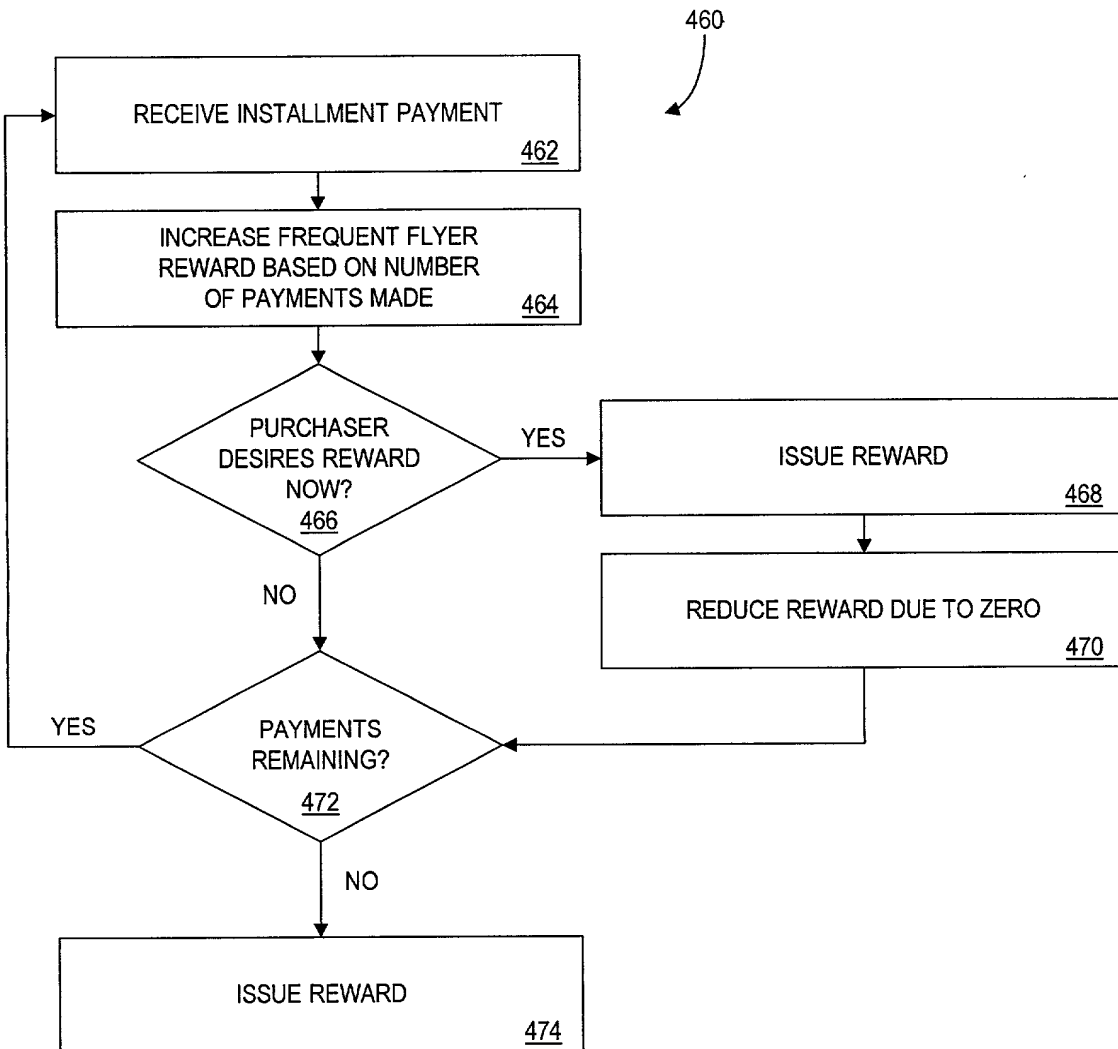 460
RECEIVE INSTALLMENT PAYMENT
462
INCREASE FREQUENT FLYER
REWARD BASED ON NUMBER
OF PAYMENTS MADE
464
PURCHASER
DESIRES REWARD
NOW?
466
YES
ISSUE REWARD
468
NO
REDUCE REWARD DUE TO ZERO
470
YES
PAYMENTS
REMAINING?
472
NO
ISSUE REWARD
474